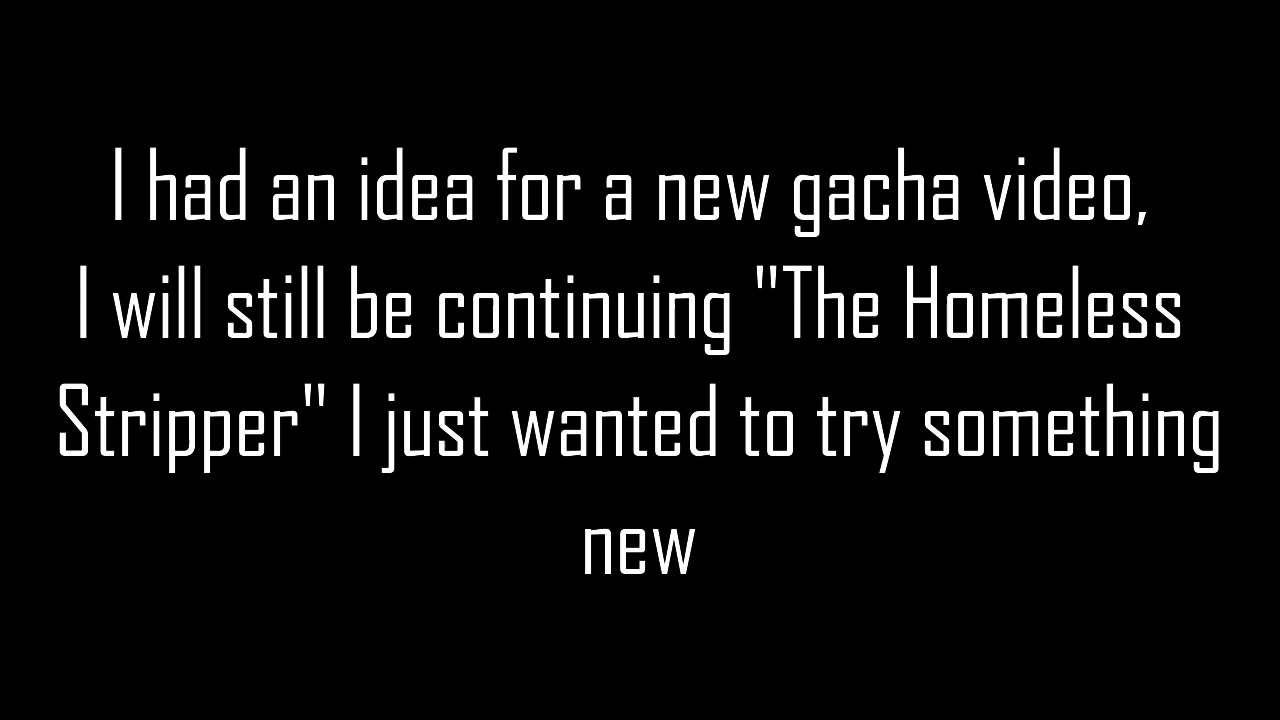 I had an idea for a new gacha video,
I will still be continuing "The Homeless
Stripper" I just wanted to try something
new